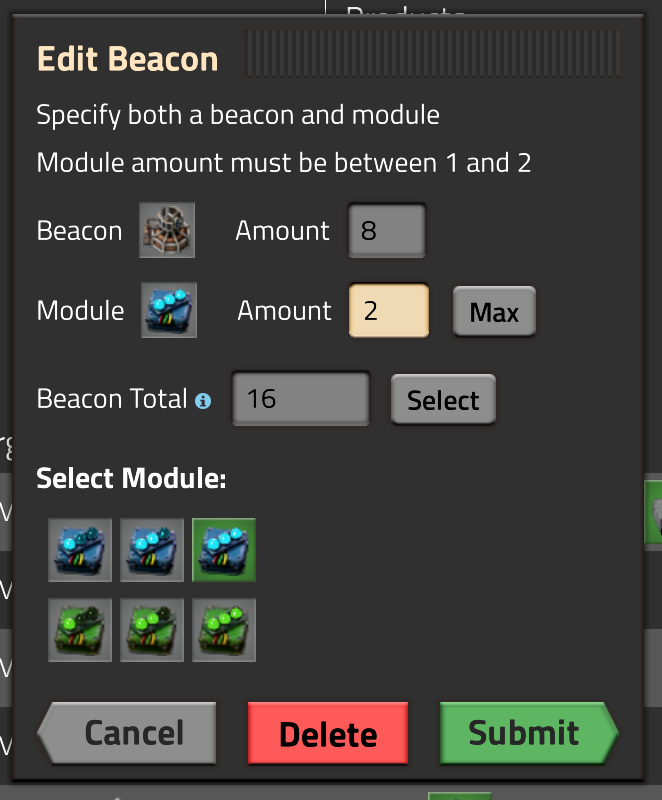 Products
Edit Beacon
Specify both a beacon and module
Module amount must be between 1 and 2
Beacon Amount 8
Module Amount 2 Max
Beacon Total 16 Select
Select Module:
Cancel Delete Submit